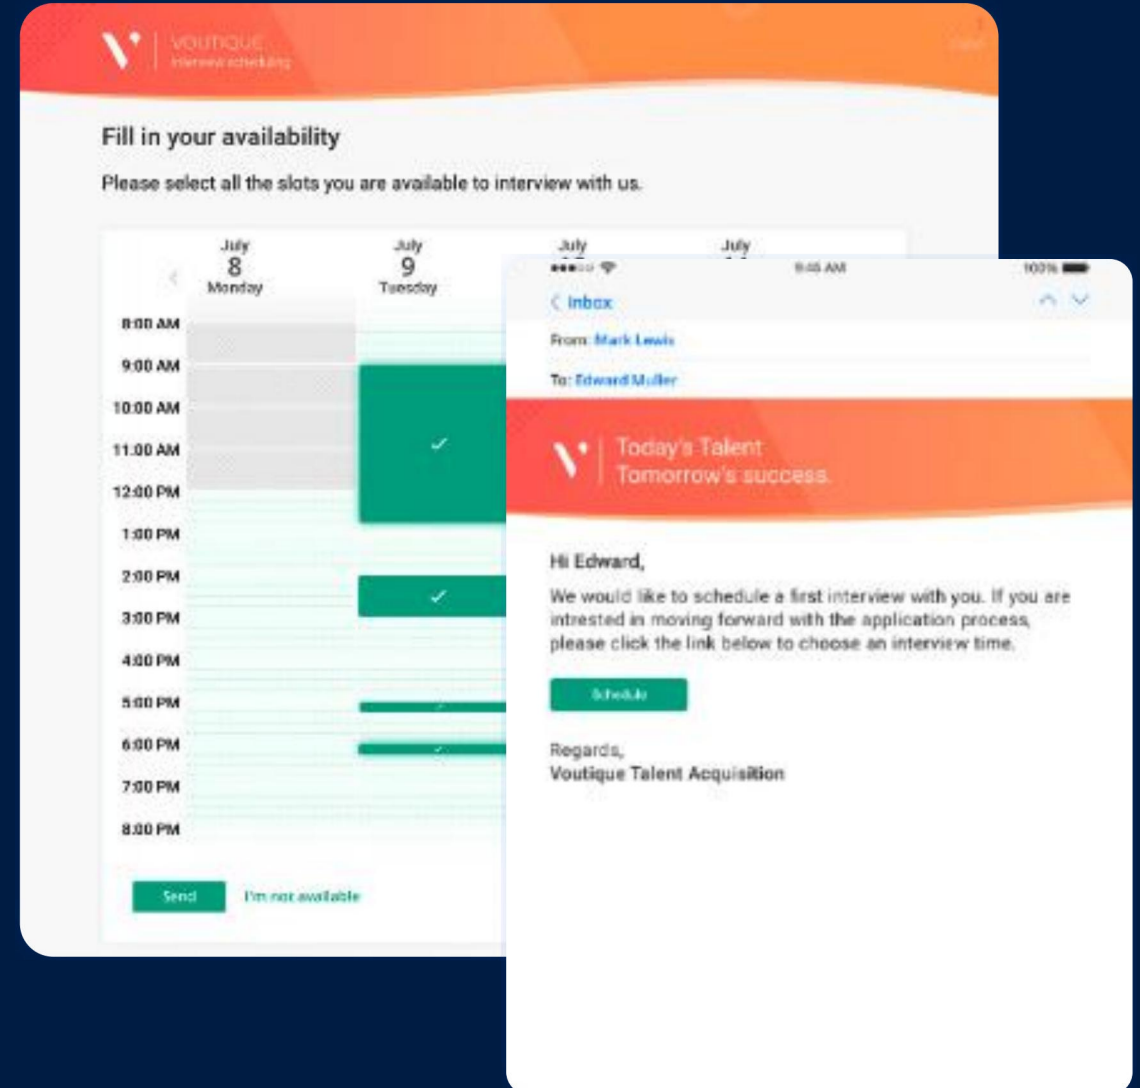 VOUTIQUE
Interview scheduling
Fill in your availability
Please select all the slots you are available to interview with us.
July
8
Monday
July
9
Tuesday
July
July
8:00 AM
9:00 AM
10:00 AM
11:00 AM
12:00 PM
1:00 PM
2:00 PM
3:00 PM
4:00 PM
5:00 PM
6:00 PM
7:00 PM
8:00 PM
Send I'm not available
9:45 AM 100%
Inbox
From: Mark Lewis
To: Edward Muller
Today's Talent
Tomorrow's success.
Hi Edward,
We would like to schedule a first interview with you. If you are
intrested in moving forward with the application process,
please click the link below to choose an interview time.
Schedule
Regards,
Voutique Talent Acquisition